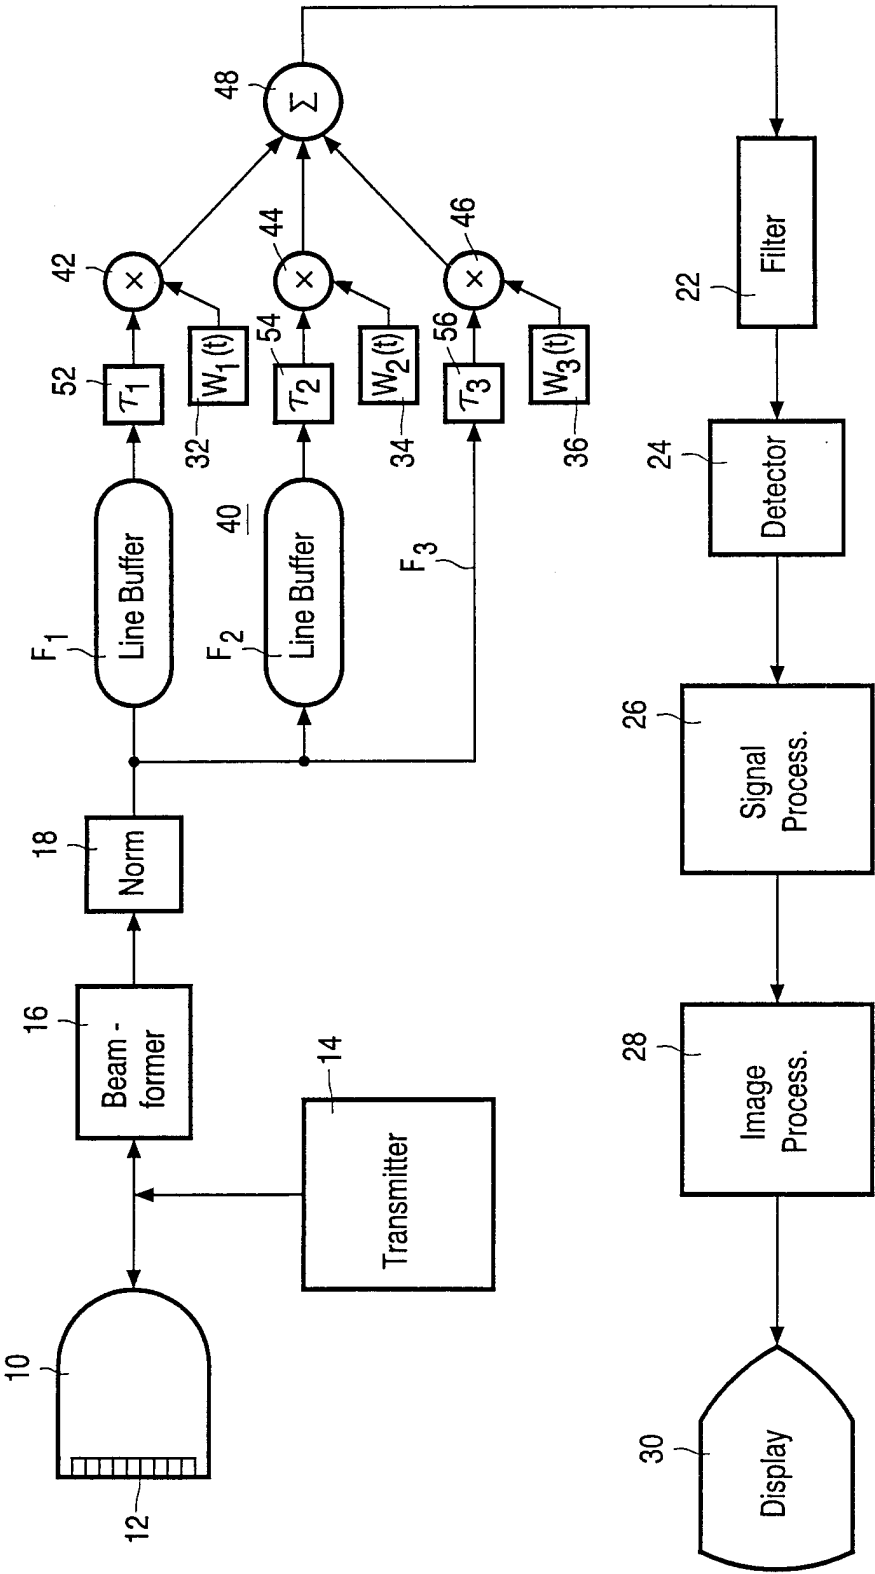 10
12
Transmitter
14
Beam -
former
16
Norm
18
F1
Line Buffer
F2
Line Buffer
F3
40
52
τ1
54
τ2
56
τ3
32
W1(t)
34
W2(t)
36
W3(t)
42
×
44
×
46
×
48
Σ
22
Filter
24
Detector
26
Signal
Process.
28
Image
Process.
30
Display